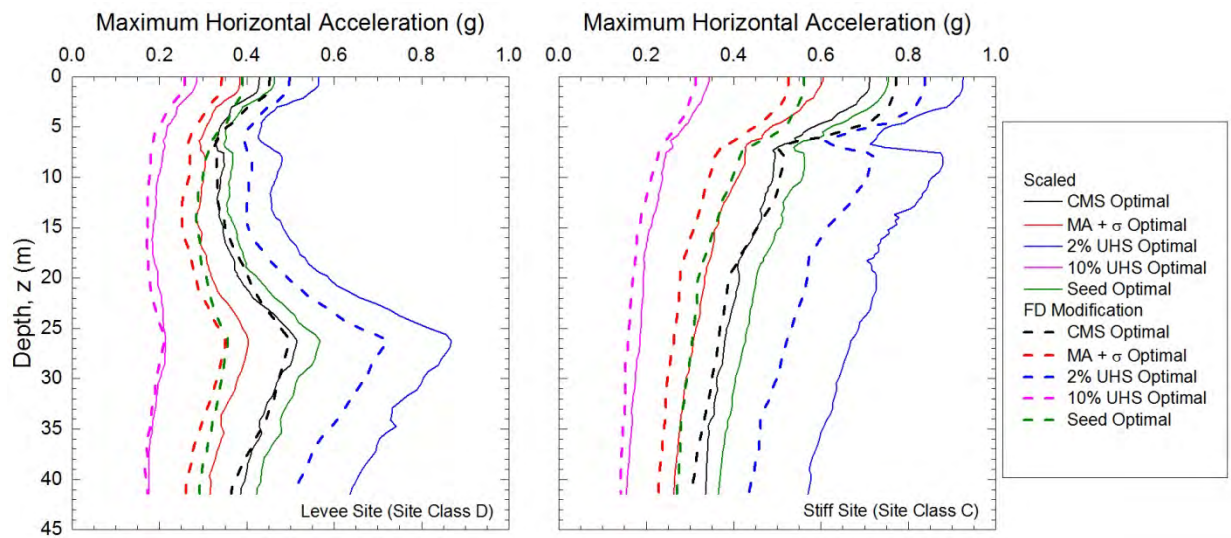 Maximum Horizontal Acceleration (g)
0.0 0.2 0.4 0.6 0.8 1.0
0
5
10
15
20
25
30
35
40
45
Depth, z (m)
Levee Site (Site Class D)
Maximum Horizontal Acceleration (g)
0.0 0.2 0.4 0.6 0.8 1.0
Stiff Site (Site Class C)
Scaled
CMS Optimal
MA + σ Optimal
2% UHS Optimal
10% UHS Optimal
Seed Optimal
FD Modification
CMS Optimal
MA + σ Optimal
2% UHS Optimal
10% UHS Optimal
Seed Optimal